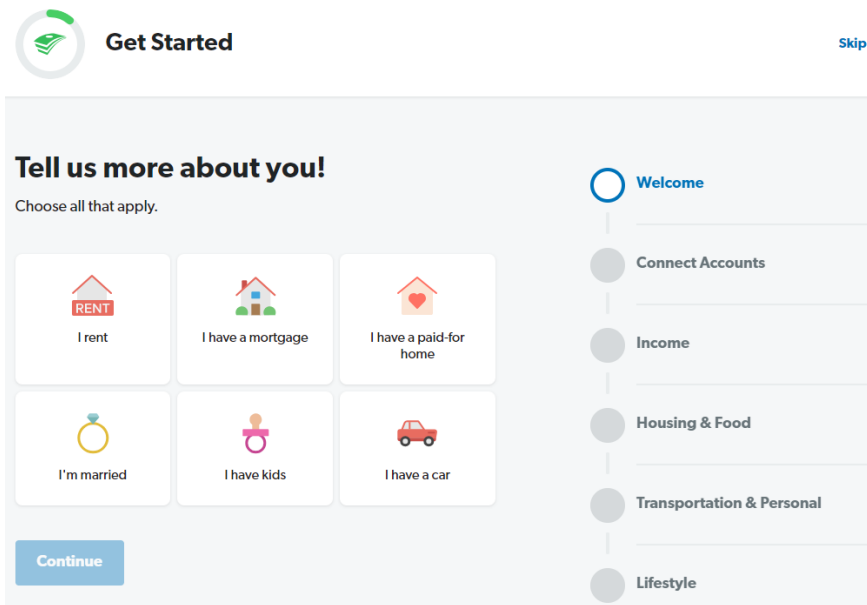 Get Started
Skip
Tell us more about you!
Choose all that apply.
RENT
I rent
I have a mortgage
I have a paid-for
home
I'm married
I have kids
I have a car
Continue
Welcome
Connect Accounts
Income
Housing & Food
Transportation & Personal
Lifestyle